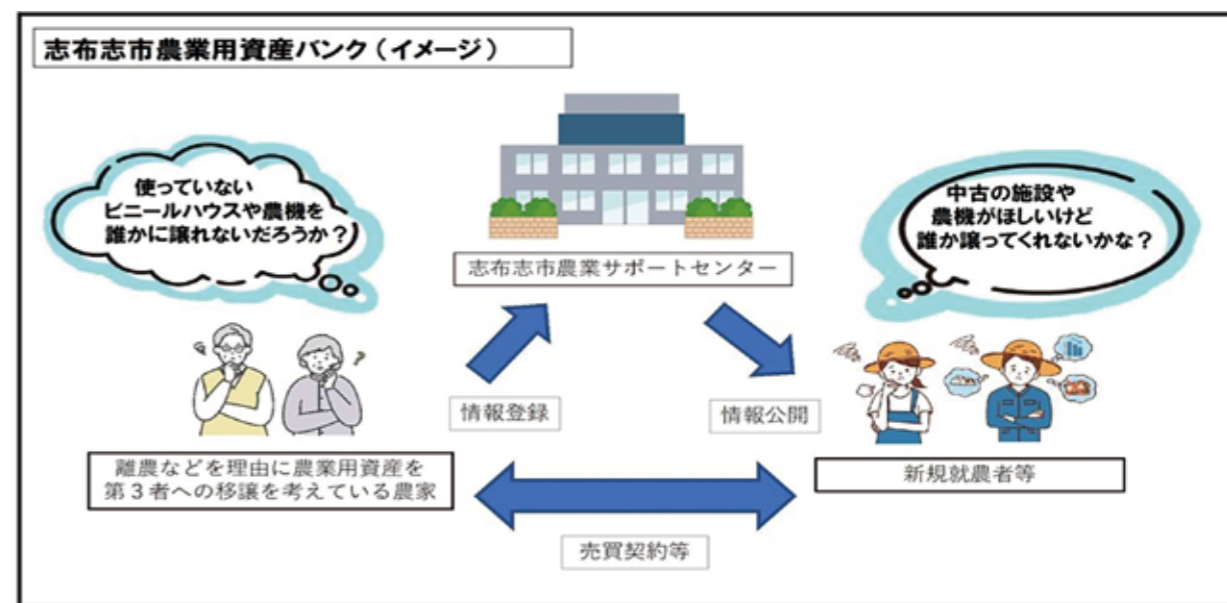 志布志市農業用資産バンク（イメージ）
使っていない
ビニールハウスや農機を
誰かに譲れないだろうか？
中古の施設や
農機がほしいけど
誰か譲ってくれないかな？
志布志市農業サポートセンター
情報登録
情報公開
離農などを理由に農業用資産を
第３者への移譲を考えている農家
新規就農者等
売買契約等